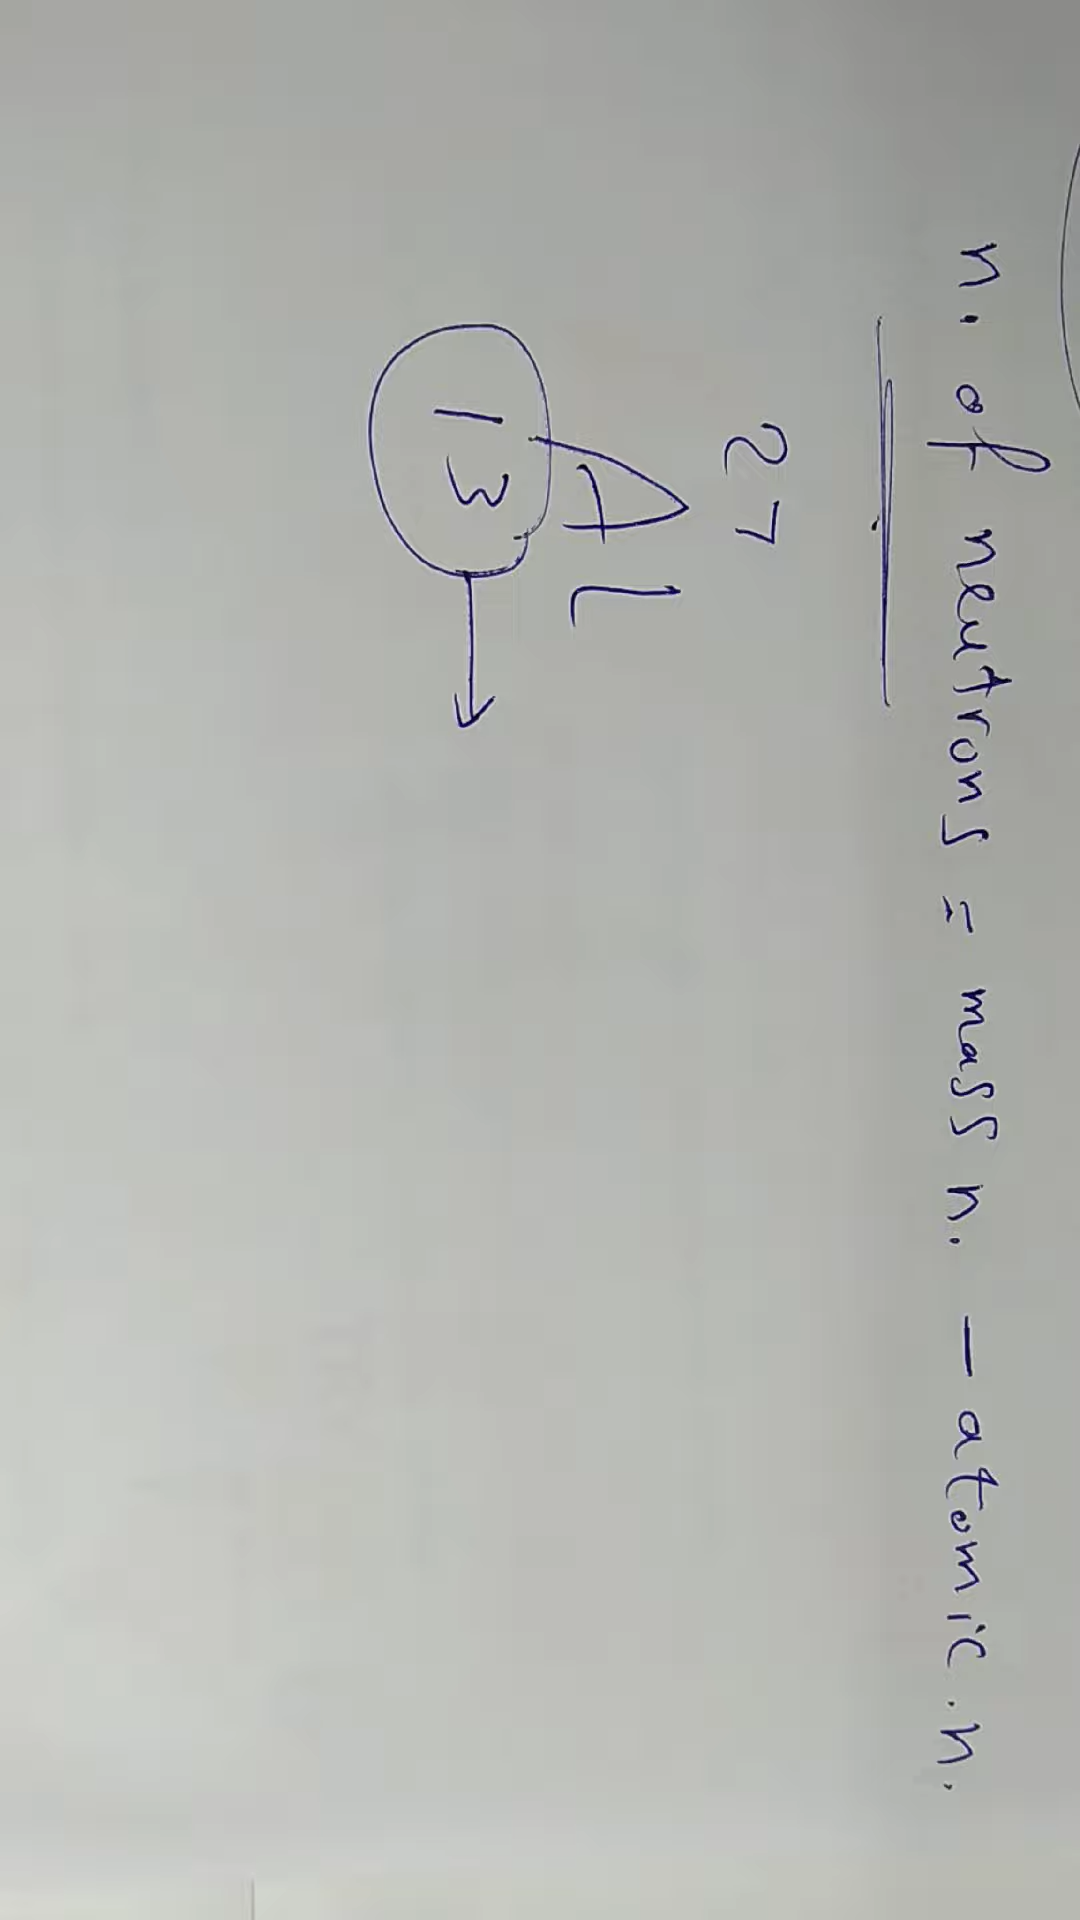 n. of neutrons = mass n. - atomic.n.
27
Al
13